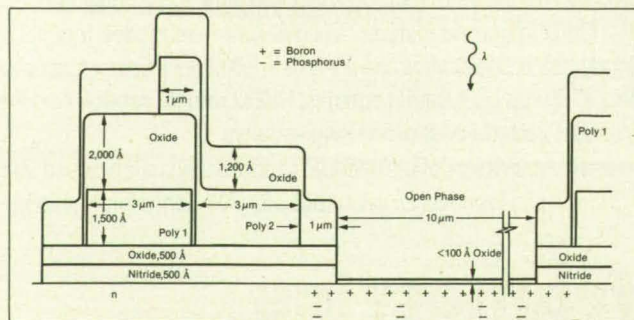 + = Boron
− = Phosphorus
λ
1 μm
Oxide
2,000 Å
1,200 Å
Oxide
Poly 1
Open Phase
3 μm
3 μm
10 μm
1,500 Å
Poly 1
Poly 2
1 μm
<100 Å Oxide
Oxide, 500 Å
Oxide
Nitride, 500 Å
Nitride
n
+ + + + + + + + + + + + + + + + +